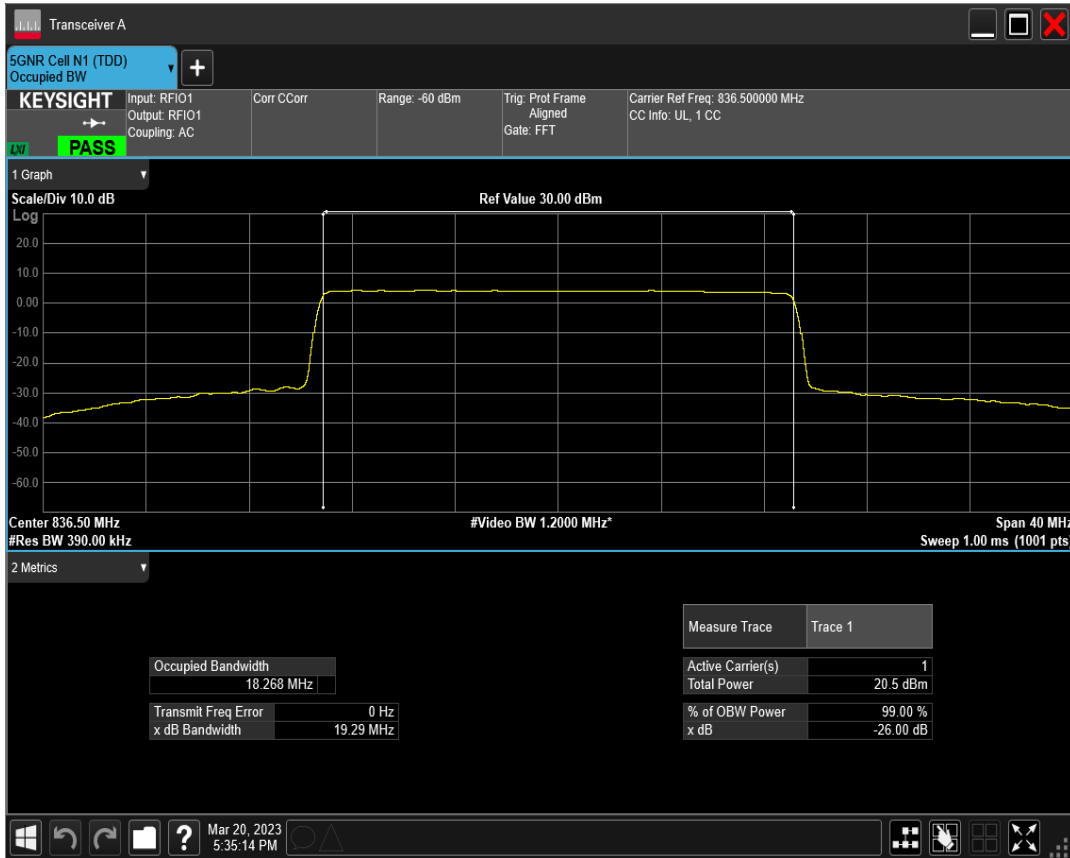 Transceiver A
5GNR Cell N1 (TDD)
Occupied BW
+
KEYSIGHT
LXI
PASS
Input: RFIO1
Output: RFIO1
Coupling: AC
Corr CCorr
Range: -60 dBm
Trig: Prot Frame
Aligned
Gate: FFT
Carrier Ref Freq: 836.500000 MHz
CC Info: UL, 1 CC
1 Graph
Scale/Div 10.0 dB
Ref Value 30.00 dBm
Log
20.0
10.0
0.00
-10.0
-20.0
-30.0
-40.0
-50.0
-60.0
Center 836.50 MHz
#Video BW 1.2000 MHz*
Span 40 MHz
#Res BW 390.00 kHz
Sweep 1.00 ms (1001 pts)
2 Metrics
Measure Trace Trace 1
Occupied Bandwidth
18.268 MHz
Transmit Freq Error 0 Hz
x dB Bandwidth 19.29 MHz
Active Carrier(s) 1
Total Power 20.5 dBm
% of OBW Power 99.00 %
x dB -26.00 dB
?
Mar 20, 2023
5:35:14 PM